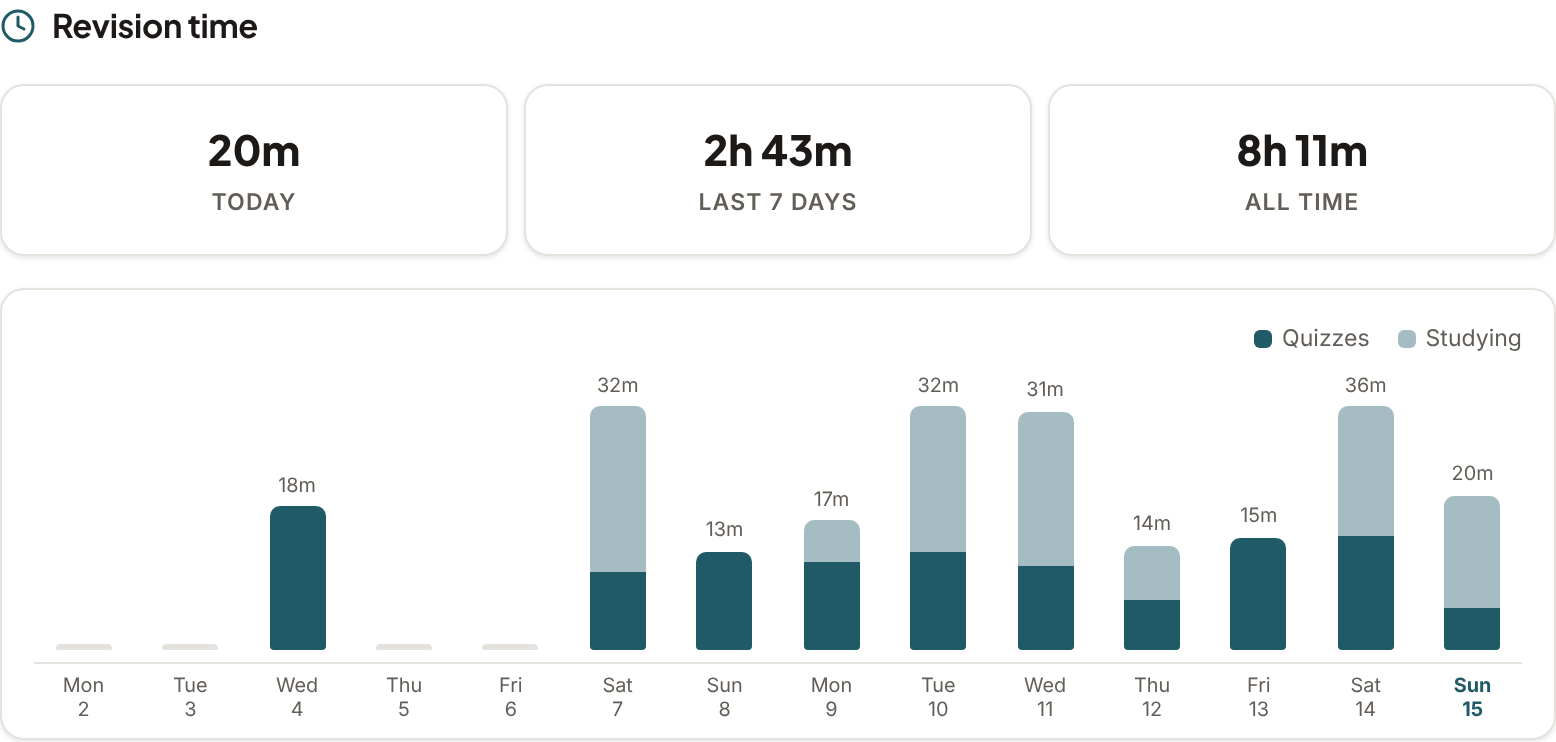 Revision time
20m
TODAY
2h 43m
LAST 7 DAYS
8h 11m
ALL TIME
Quizzes
Studying
18m
32m
13m
17m
32m
31m
14m
15m
36m
20m
Mon
2
Tue
3
Wed
4
Thu
5
Fri
6
Sat
7
Sun
8
Mon
9
Tue
10
Wed
11
Thu
12
Fri
13
Sat
14
Sun
15